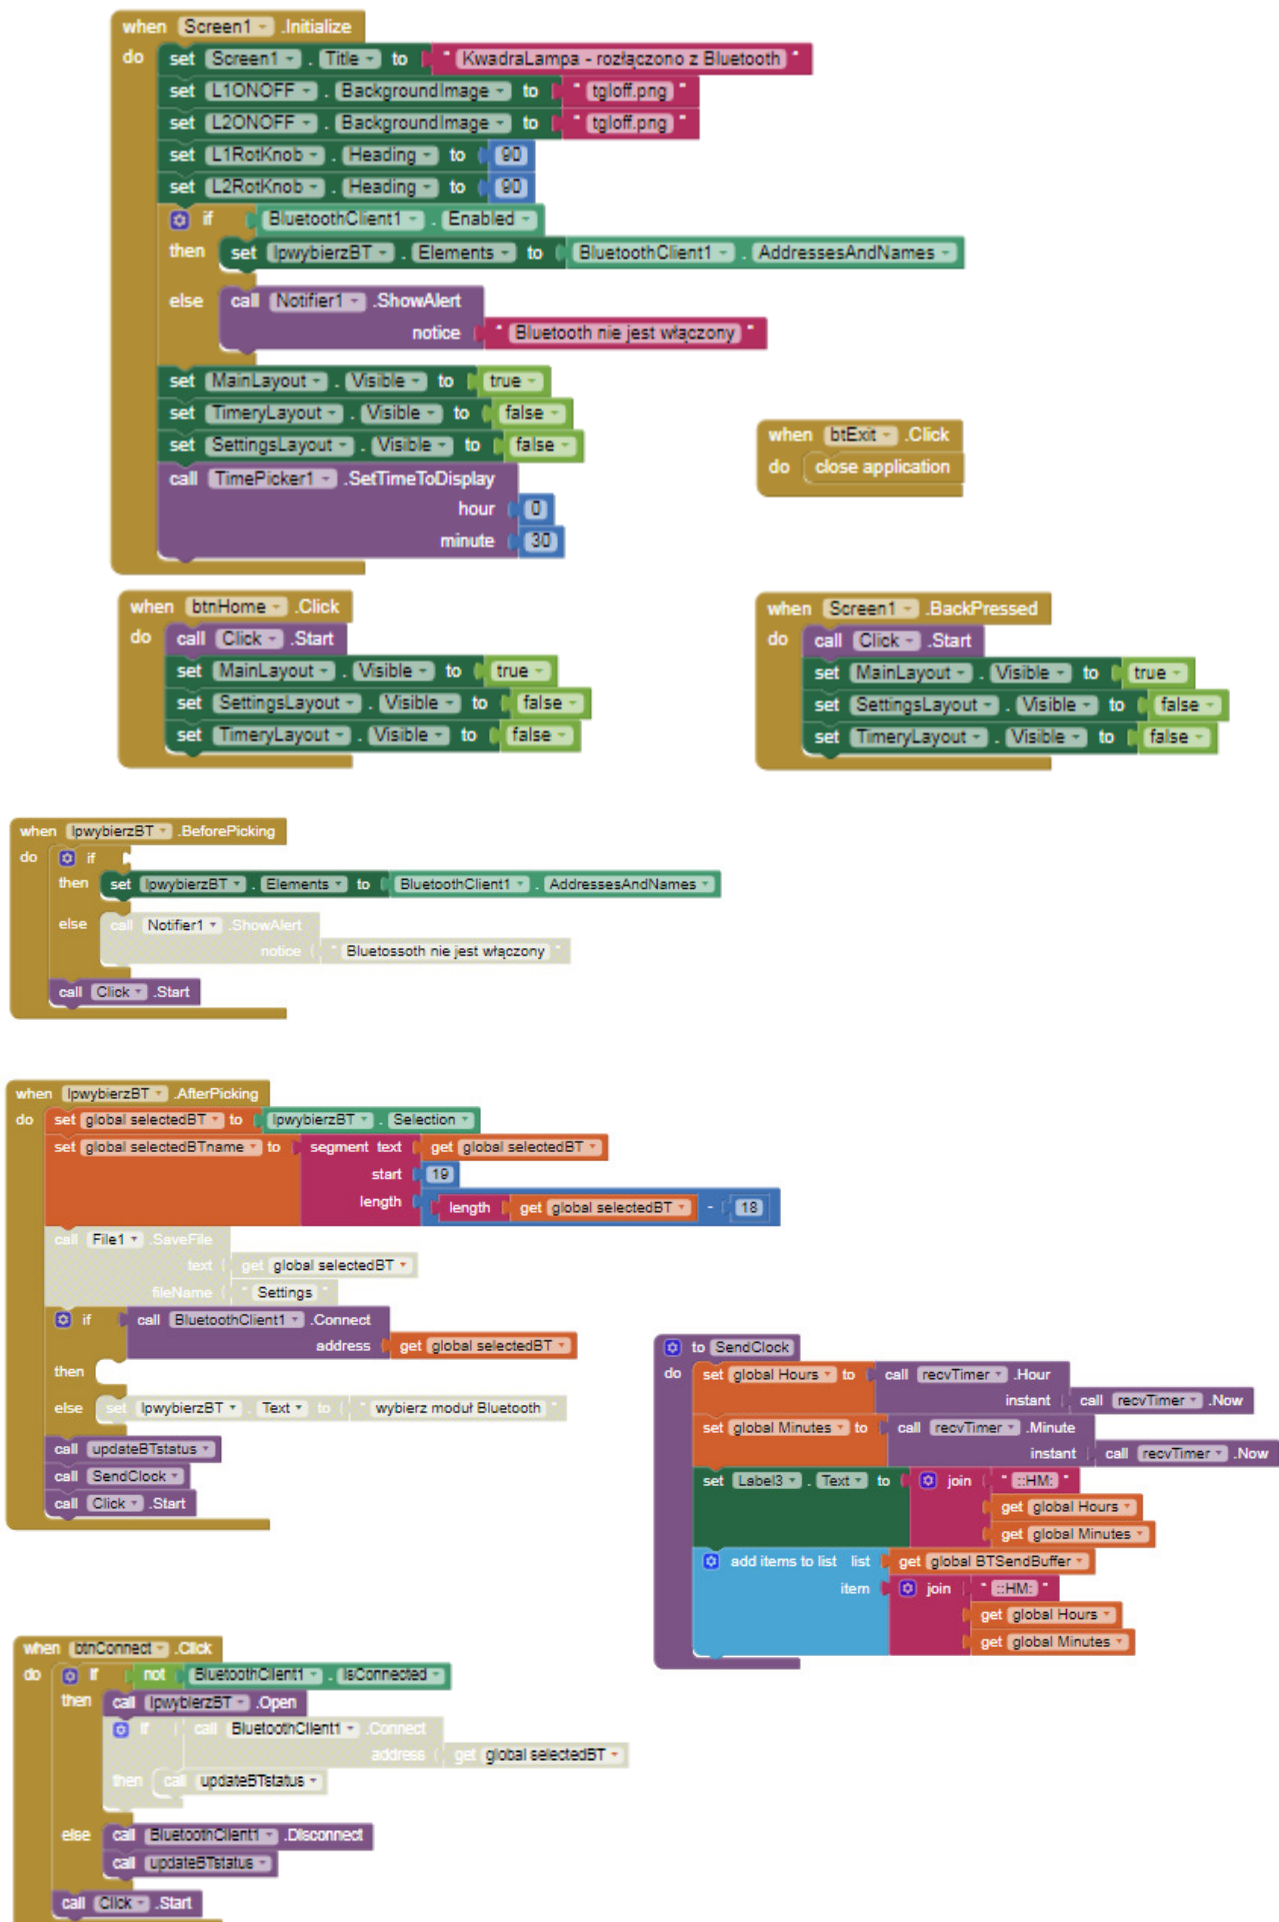 when Screen1 .Initialize
do set Screen1 . Title to " KwadraLampa - rozłączono z Bluetooth "
set L1ONOFF . BackgroundImage to " tgloff.png "
set L2ONOFF . BackgroundImage to " tgloff.png "
set L1RotKnob . Heading to 90
set L2RotKnob . Heading to 90
if BluetoothClient1 . Enabled
then set lpwybierzBT . Elements to BluetoothClient1 . AddressesAndNames
else call Notifier1 .ShowAlert
notice " Bluetooth nie jest włączony "
set MainLayout . Visible to true
set TimeryLayout . Visible to false
set SettingsLayout . Visible to false
call TimePicker1 .SetTimeToDisplay
hour 0
minute 30
when btExit .Click
do close application
when btnHome .Click
do call Click .Start
set MainLayout . Visible to true
set SettingsLayout . Visible to false
set TimeryLayout . Visible to false
when Screen1 .BackPressed
do call Click .Start
set MainLayout . Visible to true
set SettingsLayout . Visible to false
set TimeryLayout . Visible to false
when lpwybierzBT .BeforePicking
do if
then set lpwybierzBT . Elements to BluetoothClient1 . AddressesAndNames
else call Notifier1 .ShowAlert
notice " Bluetossoth nie jest włączony "
call Click .Start
when lpwybierzBT .AfterPicking
do set global selectedBT to lpwybierzBT . Selection
set global selectedBTname to segment text get global selectedBT
start 19
length length get global selectedBT - 18
call File1 .SaveFile
text get global selectedBT
fileName " Settings "
if call BluetoothClient1 .Connect
address get global selectedBT
then
else set lpwybierzBT . Text to " wybierz moduł Bluetooth "
call updateBTstatus
call SendClock
call Click .Start
to SendClock
do set global Hours to call recvTimer .Hour
instant call recvTimer .Now
set global Minutes to call recvTimer .Minute
instant call recvTimer .Now
set Label3 . Text to join " ::HM: "
get global Hours
get global Minutes
add items to list list get global BTSendBuffer
item join " ::HM: "
get global Hours
get global Minutes
when btnConnect .Click
do if not BluetoothClient1 . IsConnected
then call lpwybierzBT .Open
if call BluetoothClient1 .Connect
address get global selectedBT
then call updateBTstatus
else call BluetoothClient1 .Disconnect
call updateBTstatus
call Click .Start